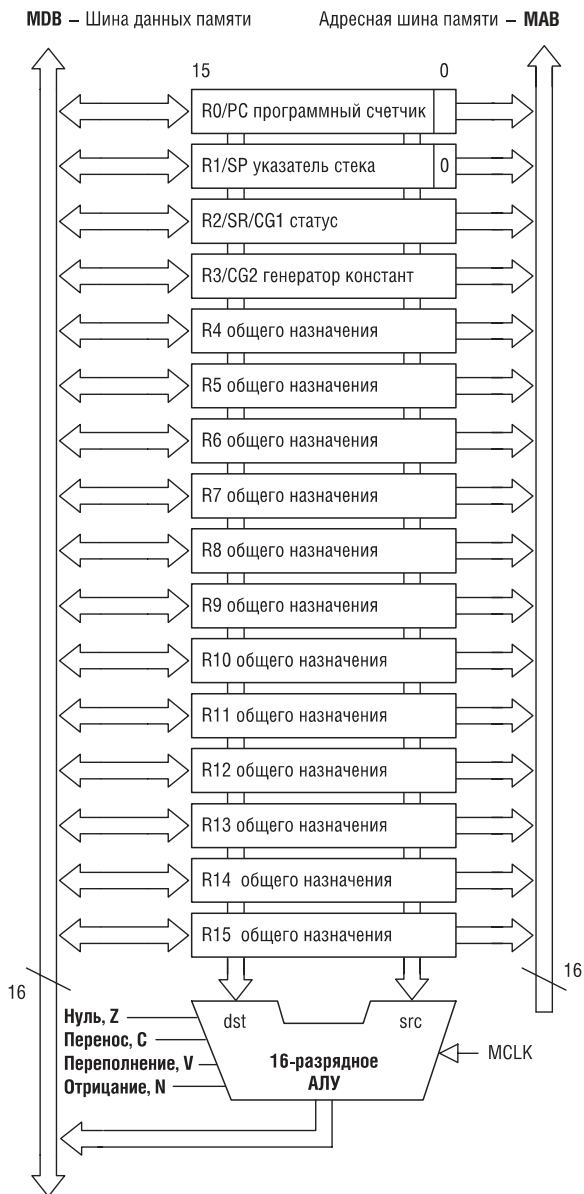 MDB – Шина данных памяти
Адресная шина памяти – MAB
15
0
R0/PC программный счетчик
R1/SP указатель стека
0
R2/SR/CG1 статус
R3/CG2 генератор констант
R4 общего назначения
R5 общего назначения
R6 общего назначения
R7 общего назначения
R8 общего назначения
R9 общего назначения
R10 общего назначения
R11 общего назначения
R12 общего назначения
R13 общего назначения
R14 общего назначения
R15 общего назначения
16
16
Нуль, Z
Перенос, C
Переполнение, V
Отрицание, N
dst
src
16-разрядное
АЛУ
MCLK